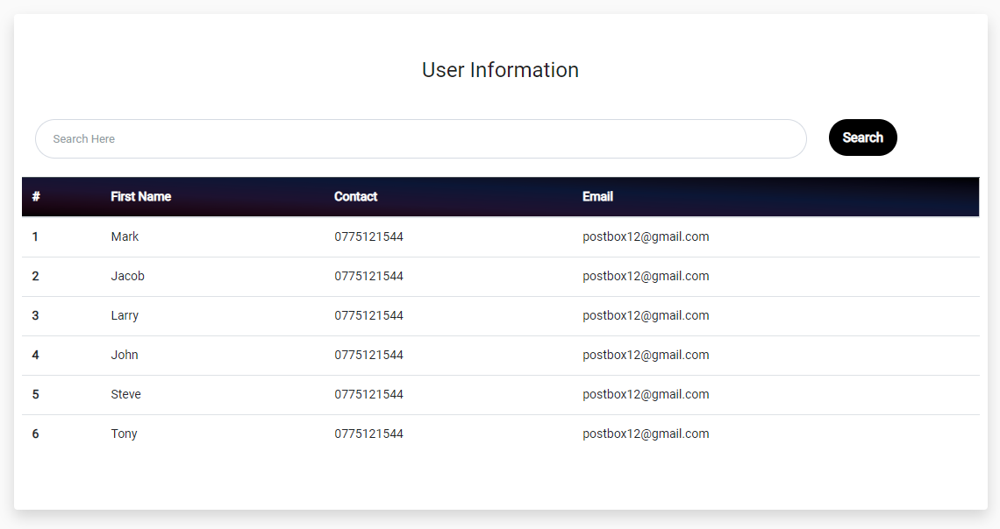 User Information
Search Here Search
# First Name Contact Email
1 Mark 0775121544 postbox12@gmail.com
2 Jacob 0775121544 postbox12@gmail.com
3 Larry 0775121544 postbox12@gmail.com
4 John 0775121544 postbox12@gmail.com
5 Steve 0775121544 postbox12@gmail.com
6 Tony 0775121544 postbox12@gmail.com